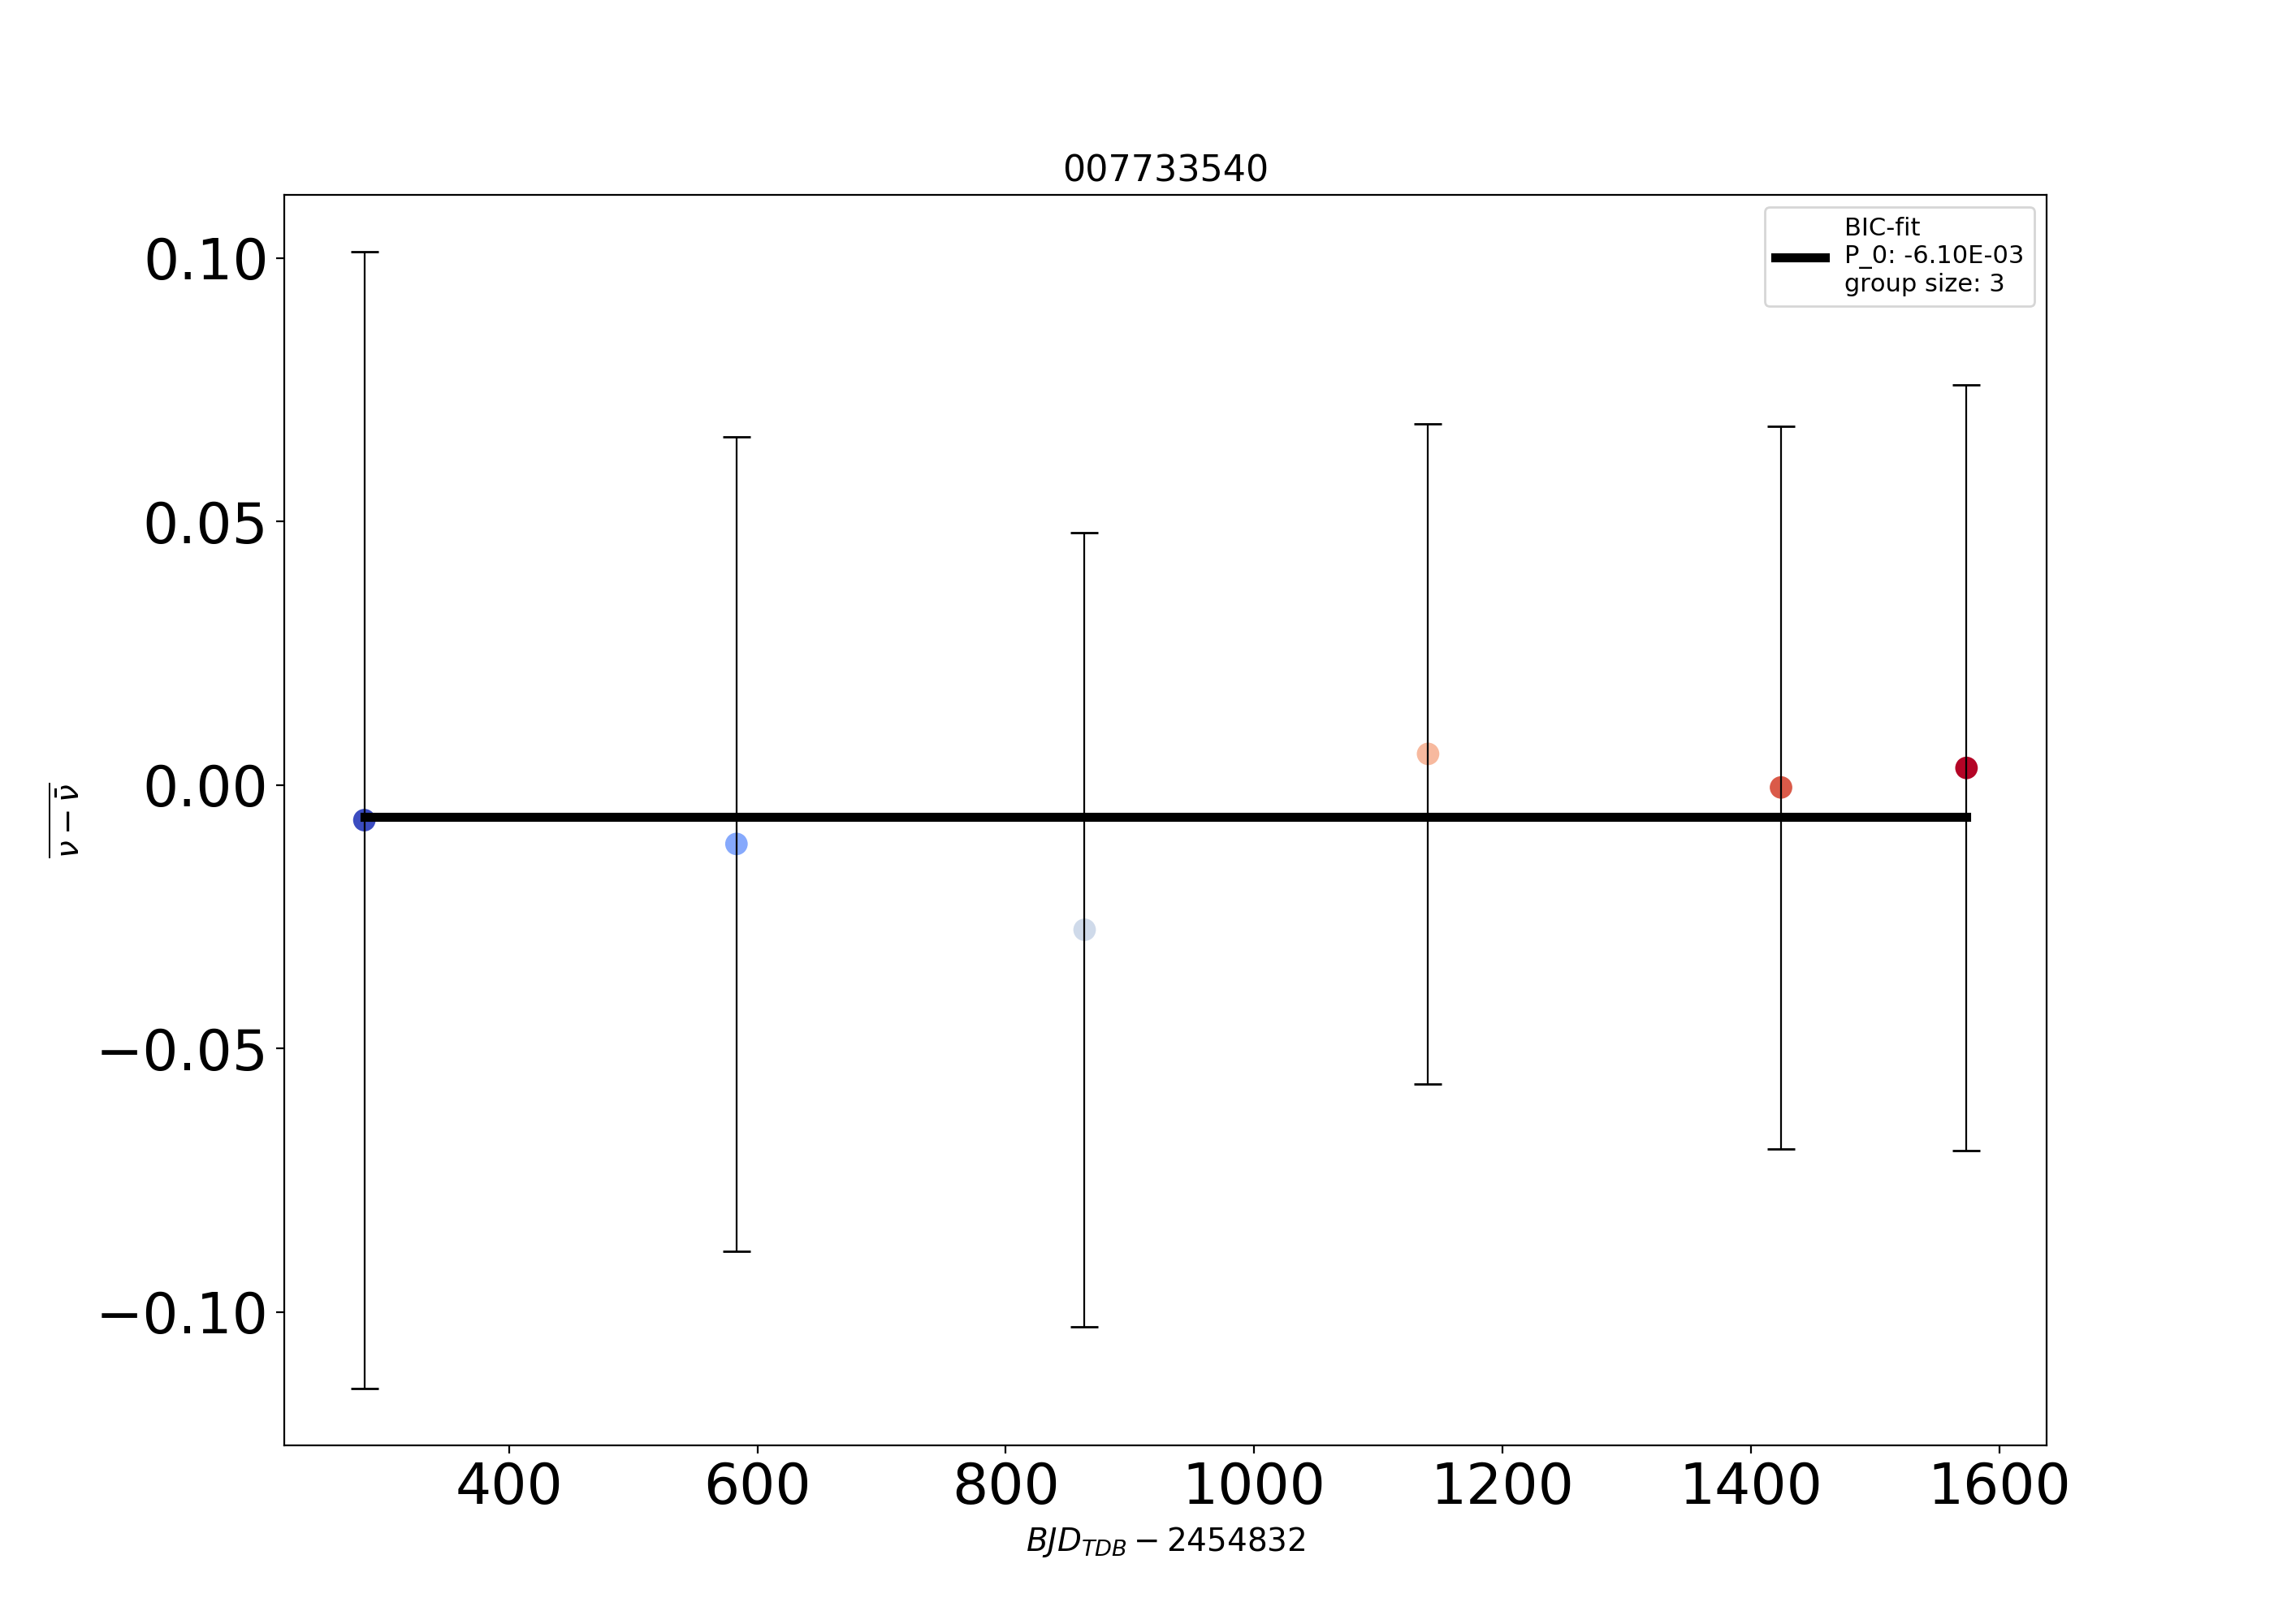 007733540
BIC-fit
P_0: -6.10E-03
group size: 3
0.10
0.05
0.00
−0.05
−0.10
ν − ν̄
400 600 800 1000 1200 1400 1600
BJD_TDB − 2454832